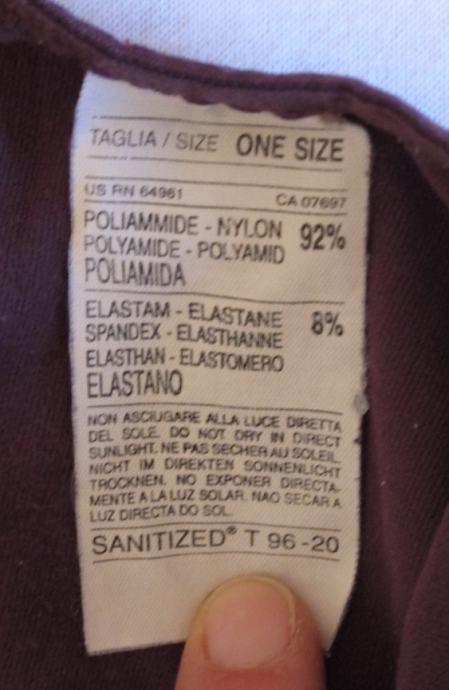 TAGLIA / SIZE ONE SIZE
US RN 64961 CA 07697
POLIAMMIDE - NYLON 92%
POLYAMIDE - POLYAMID
POLIAMIDA
ELASTAM - ELASTANE 8%
SPANDEX - ELASTHANNE
ELASTHAN - ELASTOMERO
ELASTANO
NON ASCIUGARE ALLA LUCE DIRETTA
DEL SOLE. DO NOT DRY IN DIRECT
SUNLIGHT. NE PAS SECHER AU SOLEIL.
NICHT IM DIREKTEN SONNENLICHT
TROCKNEN. NO EXPONER DIRECTA-
MENTE A LA LUZ SOLAR. NAO SECAR A
LUZ DIRECTA DO SOL.
SANITIZED® T 96-20